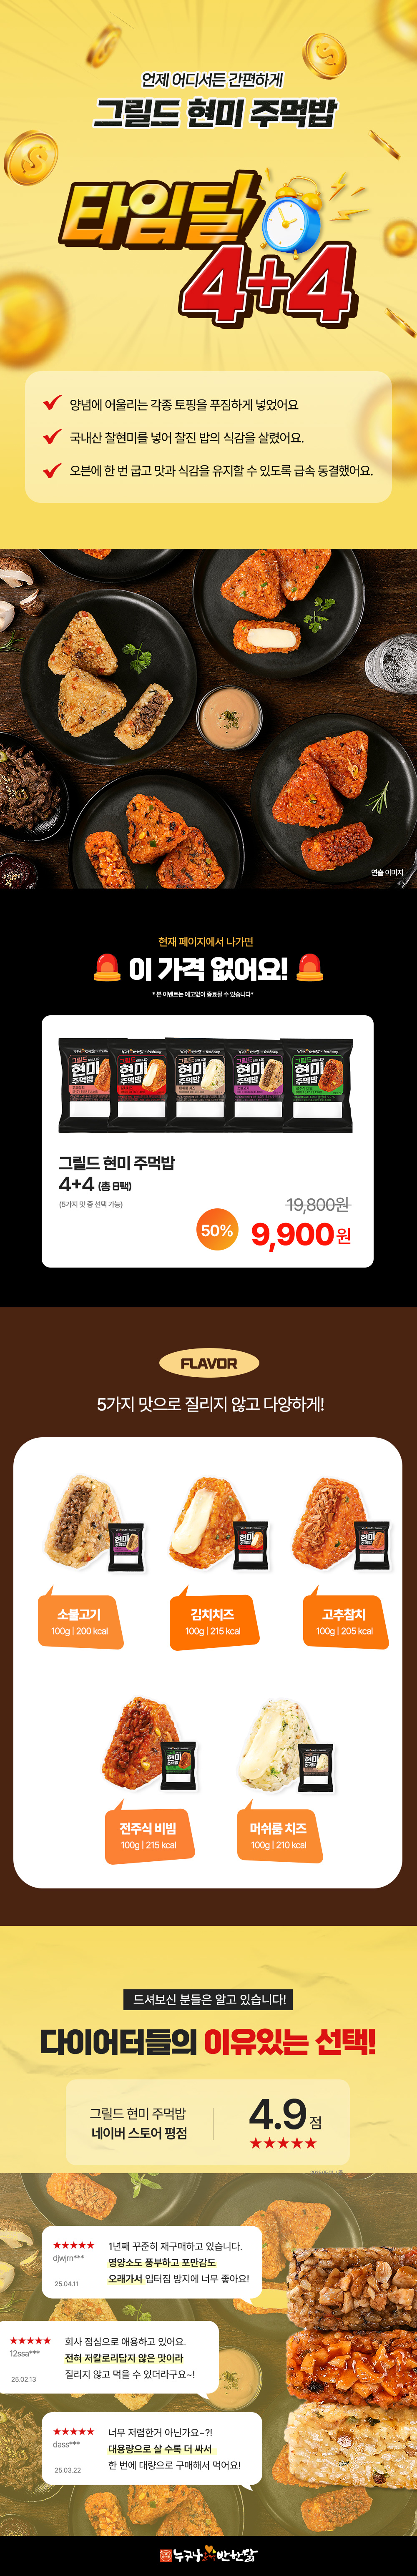 언제 어디서든 간편하게
그릴드 현미 주먹밥
타임딜
4+4
양념에 어울리는 각종 토핑을 푸짐하게 넣었어요
국내산 찰현미를 넣어 찰진 밥의 식감을 살렸어요.
오븐에 한 번 굽고 맛과 식감을 유지할 수 있도록 급속 동결했어요.
연출 이미지
현재 페이지에서 나가면
이 가격 없어요!
* 본 이벤트는 예고없이 종료될 수 있습니다*
그릴드 현미 주먹밥
4+4 (총 8팩)
(5가지 맛 중 선택 가능)
50%
19,800원
9,900원
FLAVOR
5가지 맛으로 질리지 않고 다양하게!
소불고기
100g | 200 kcal
김치치즈
100g | 215 kcal
고추참치
100g | 205 kcal
전주식 비빔
100g | 215 kcal
머쉬룸 치즈
100g | 210 kcal
드셔보신 분들은 알고 있습니다!
다이어터들의 이유있는 선택!
그릴드 현미 주먹밥
네이버 스토어 평점
4.9점
★★★★★
★★★★★
djwjrn***
25.04.11
1년째 꾸준히 재구매하고 있습니다.
영양소도 풍부하고 포만감도
오래가서 입터짐 방지에 너무 좋아요!
★★★★★
12ssa***
25.02.13
회사 점심으로 애용하고 있어요.
전혀 저칼로리답지 않은 맛이라
질리지 않고 먹을 수 있더라구요~!
★★★★★
dass***
25.03.22
너무 저렴한거 아닌가요~?!
대용량으로 살 수록 더 싸서
한 번에 대량으로 구매해서 먹어요!
누구나 반한닭